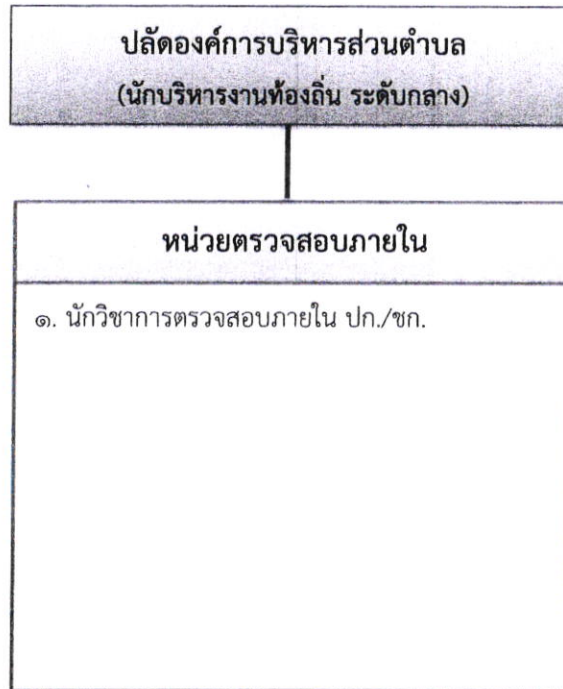 ปลัดองค์การบริหารส่วนตำบล
(นักบริหารงานท้องถิ่น ระดับกลาง)
หน่วยตรวจสอบภายใน
๑. นักวิชาการตรวจสอบภายใน ปก./ชก.